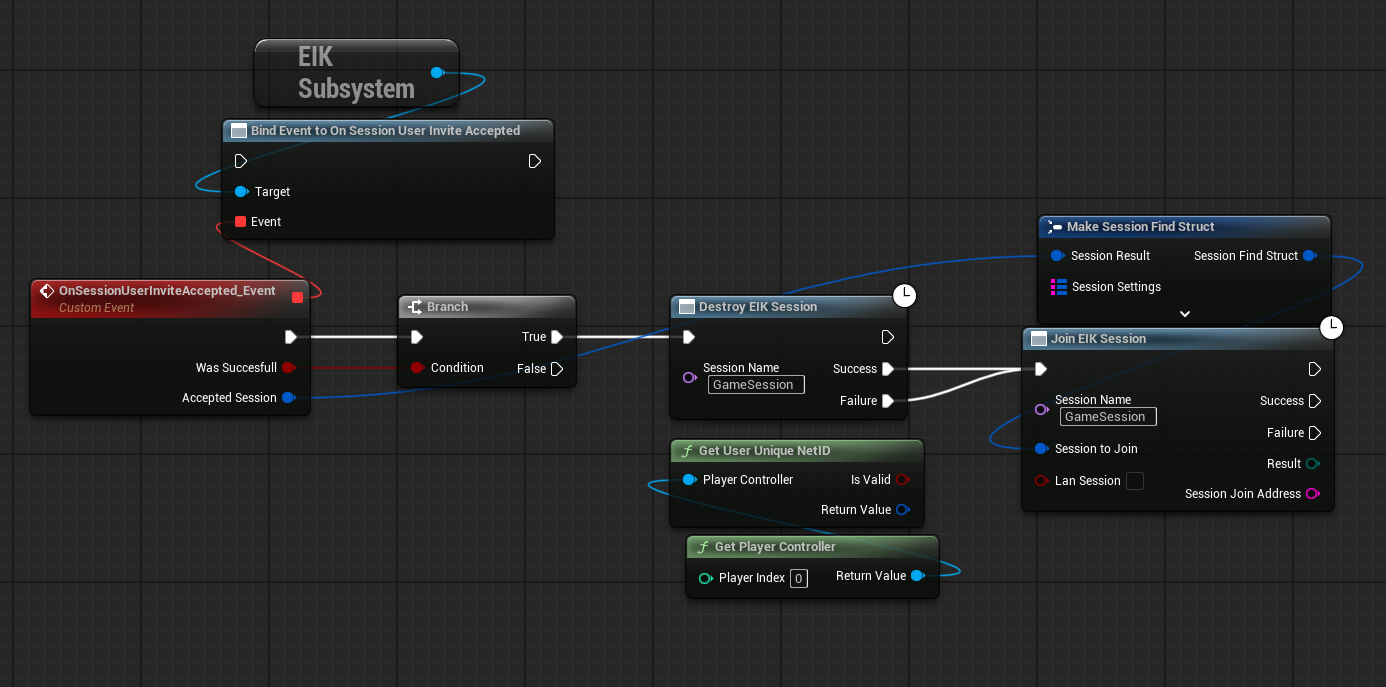 EIK
Subsystem
Bind Event to On Session User Invite Accepted
Target
Event
OnSessionUserInviteAccepted_Event
Custom Event
Was Succesfull
Accepted Session
Branch
True
Condition
False
Destroy EIK Session
Session Name
GameSession
Success
Failure
Get User Unique NetID
Player Controller
Is Valid
Return Value
Get Player Controller
Player Index 0
Return Value
Make Session Find Struct
Session Result
Session Find Struct
Session Settings
Join EIK Session
Session Name
GameSession
Success
Failure
Session to Join
Result
Lan Session
Session Join Address